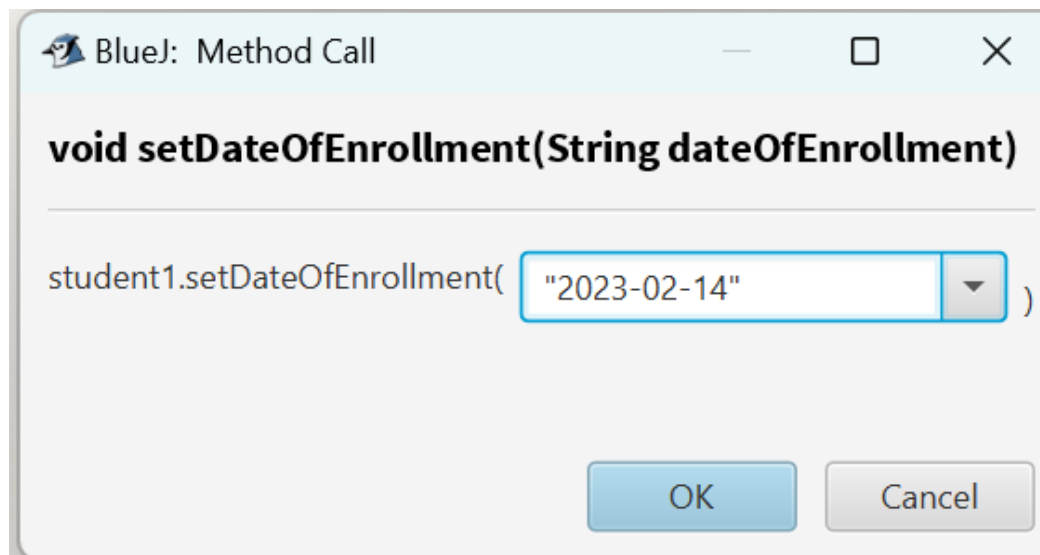 BlueJ: Method Call
void setDateOfEnrollment(String dateOfEnrollment)
student1.setDateOfEnrollment( "2023-02-14" )
OK Cancel